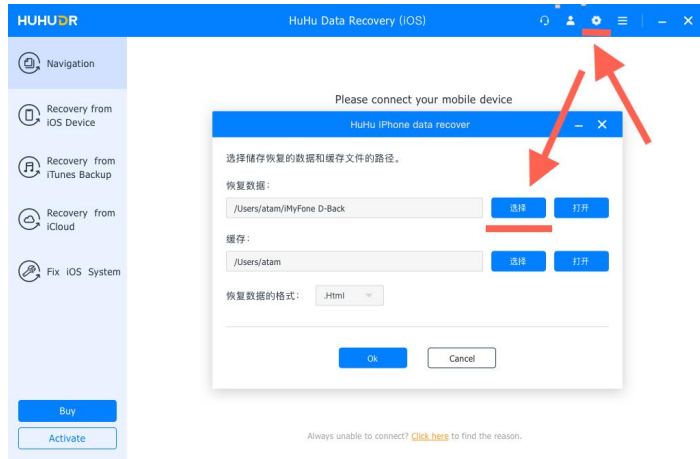 HUHUDR
HuHu Data Recovery (iOS)
Navigation
Recovery from
iOS Device
Recovery from
iTunes Backup
Recovery from
iCloud
Fix iOS System
Buy
Activate
Please connect your mobile device
HuHu IPhone data recover
选择储存恢复的数据和缓存文件的路径。
恢复数据：
/Users/atam/iMyFone D-Back
选择
打开
缓存：
/Users/atam
选择
打开
恢复数据的格式：
.Html
Ok
Cancel
Always unable to connect? Click here to find the reason.